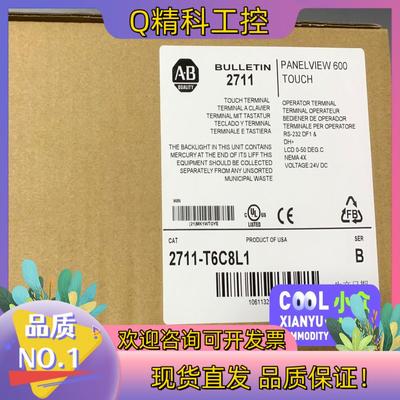 Q精科工控
AB
BULLETIN
2711
PANELVIEW 600
TOUCH
TOUCH TERMINAL
TERMINAL A CLAVIER
TERMINAL MIT TASTATUR
TECLADO Y TERMINAL
TERMINALE E TASTIERA
OPERATOR TERMINAL
TERMINAL OPERATEUR
BEDIENER DE OPERADOR
TERMINALE PER OPERATORE
RS-232 DF1 &
DH+
LCD 0-50 DEG.C
NEMA 4X
VOLTAGE:24V DC
THE BACKLIGHT IN THIS UNIT CONTAINS
MERCURY AT THE END OF ITS LIFE THIS
EQUIPMENT SHOULD BE COLLECTED
SEPARATELY FROM ANY UNSORTED
MUNICIPAL WASTE
CAT
PRODUCT OF USA
SER
2711-T6C8L1
B
COOL
XIANYU
COMMODITY
品质
NO.1
欢迎咨询可开发票
现货直发 品质保证！